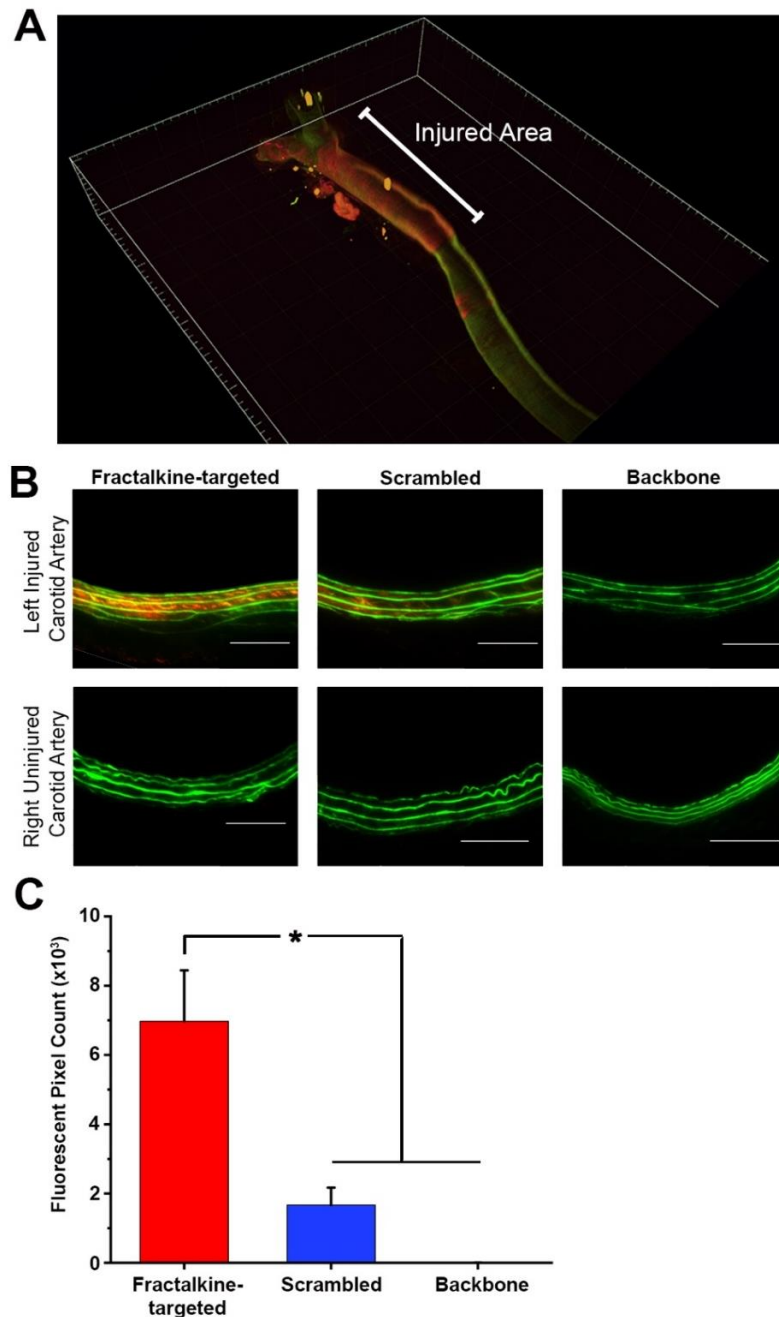 A
Injured Area
B
Fractalkine-targeted
Scrambled
Backbone
Left Injured
Carotid Artery
Right Uninjured
Carotid Artery
C
Fluorescent Pixel Count (x10³)
10
8
6
4
2
0
*
Fractalkine-
targeted
Scrambled
Backbone